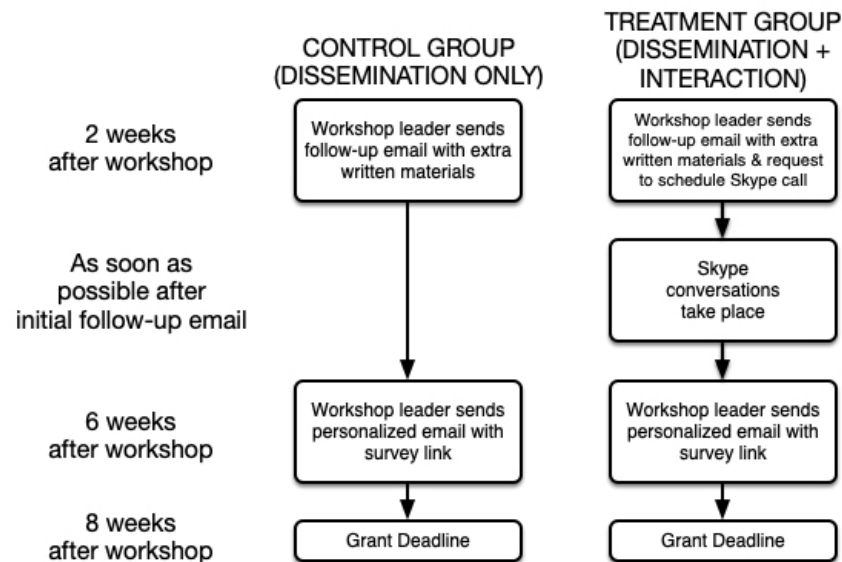 CONTROL GROUP
(DISSEMINATION ONLY)
TREATMENT GROUP
(DISSEMINATION +
INTERACTION)
2 weeks
after workshop
Workshop leader sends
follow-up email with extra
written materials
Workshop leader sends
follow-up email with extra
written materials & request
to schedule Skype call
As soon as
possible after
initial follow-up email
Skype
conversations
take place
6 weeks
after workshop
Workshop leader sends
personalized email with
survey link
Workshop leader sends
personalized email with
survey link
8 weeks
after workshop
Grant Deadline
Grant Deadline